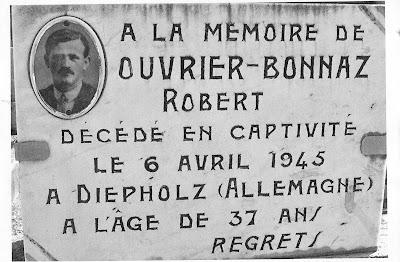 A LA MÉMOIRE DE
OUVRIER-BONNAZ
ROBERT
DÉCÉDÉ EN CAPTIVITÉ
LE 6 AVRIL 1945
A DIEPHOLZ (ALLEMAGNE)
A L'ÂGE DE 37 ANS
REGRETS